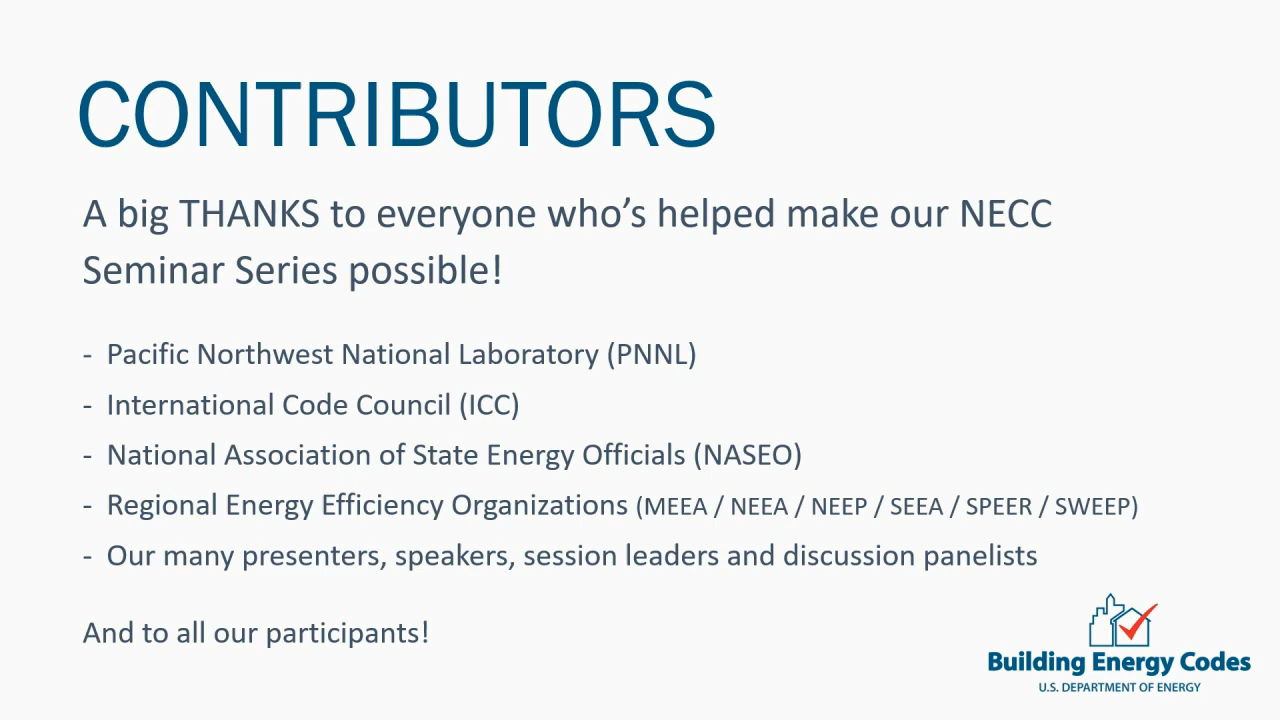 CONTRIBUTORS
A big THANKS to everyone who’s helped make our NECC
Seminar Series possible!
- Pacific Northwest National Laboratory (PNNL)
- International Code Council (ICC)
- National Association of State Energy Officials (NASEO)
- Regional Energy Efficiency Organizations (MEEA / NEEA / NEEP / SEEA / SPEER / SWEEP)
- Our many presenters, speakers, session leaders and discussion panelists
And to all our participants!
Building Energy Codes
U.S. DEPARTMENT OF ENERGY